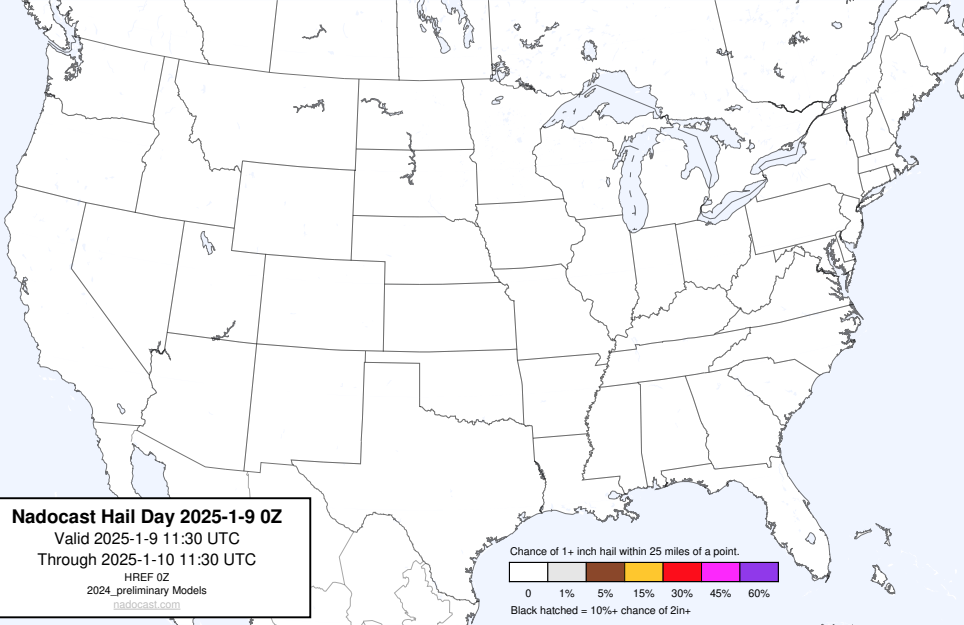 Nadocast Hail Day 2025-1-9 0Z
Valid 2025-1-9 11:30 UTC
Through 2025-1-10 11:30 UTC
HREF 0Z
2024_preliminary Models
nadocast.com
Chance of 1+ inch hail within 25 miles of a point.
0 1% 5% 15% 30% 45% 60%
Black hatched = 10%+ chance of 2in+